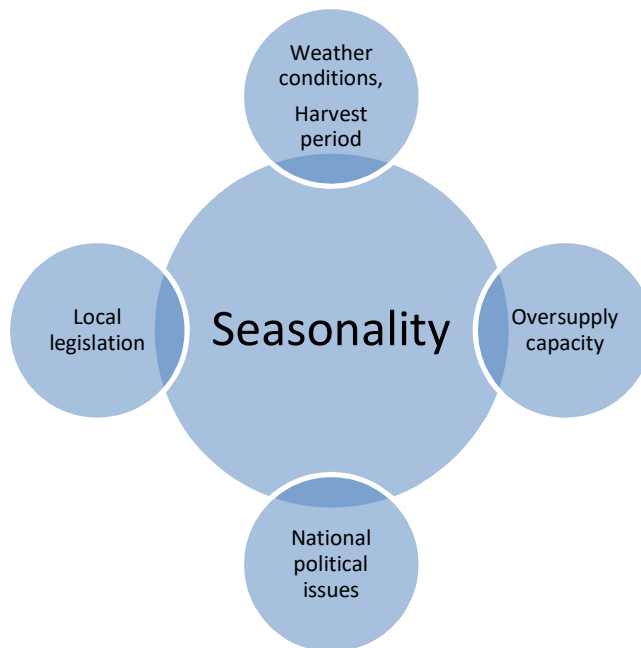 Weather
conditions,
Harvest
period
Local
legislation
Seasonality
Oversupply
capacity
National
political
issues